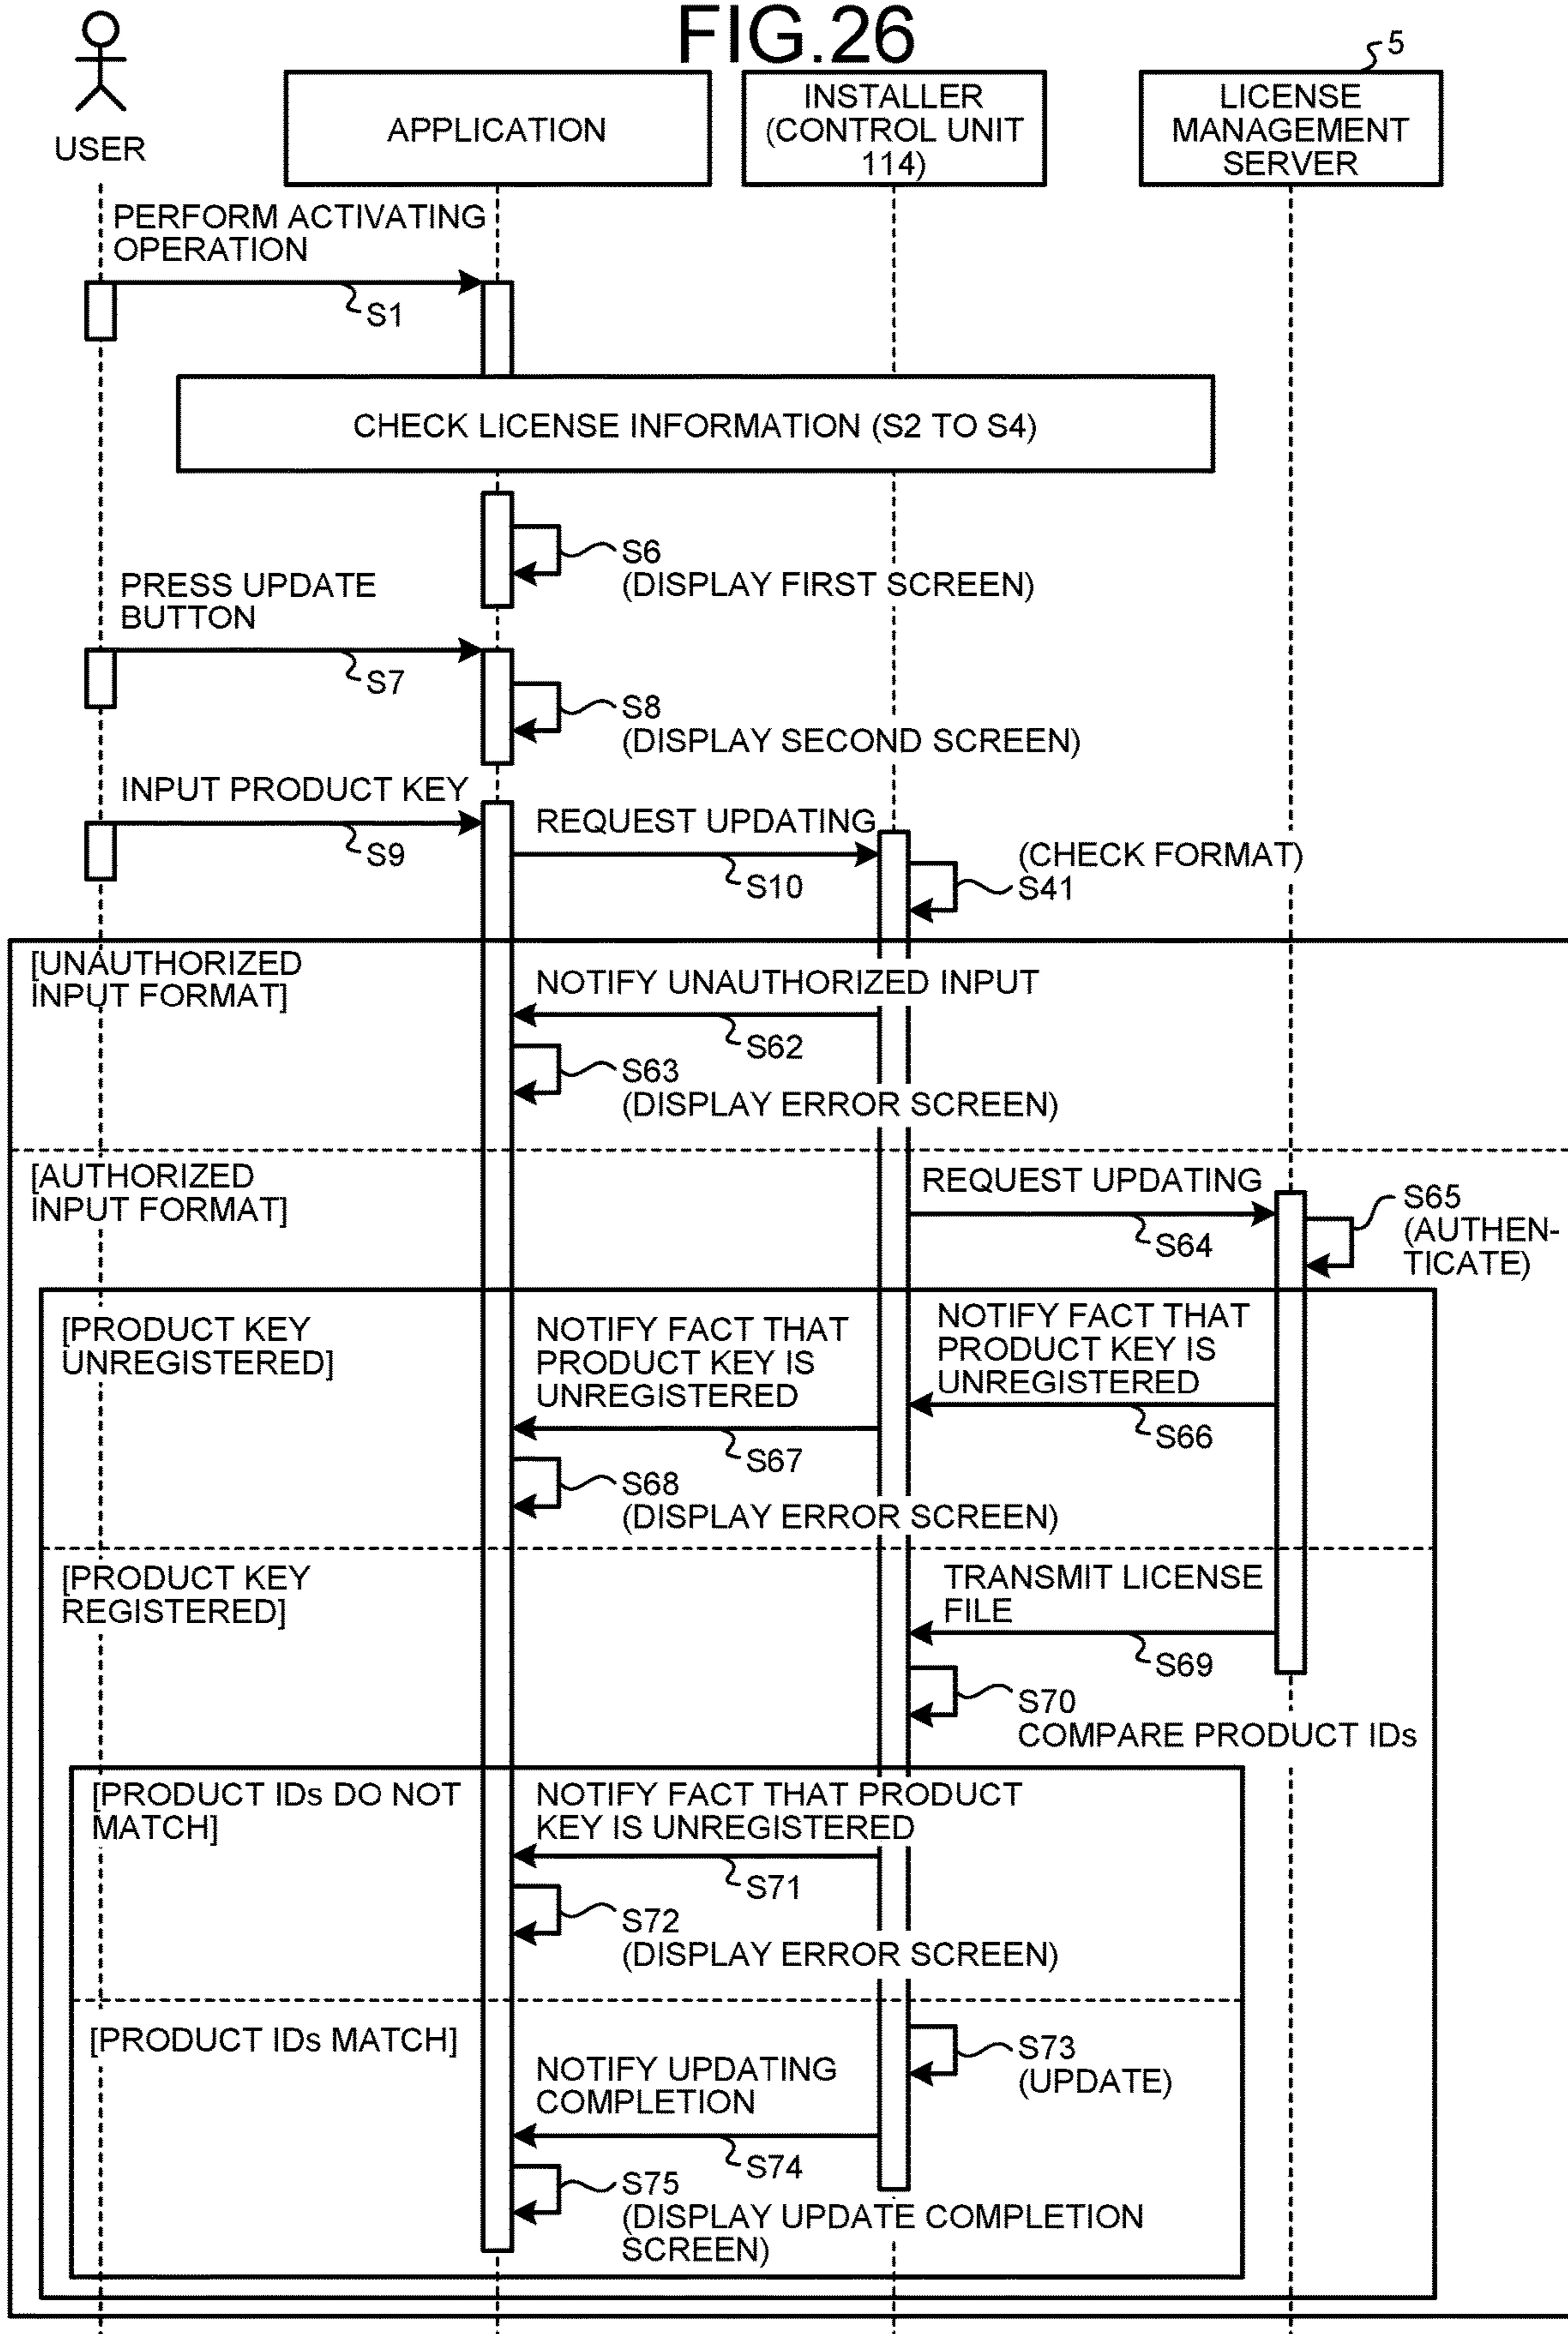 FIG.26
USER
APPLICATION
INSTALLER
(CONTROL UNIT
114)
5
LICENSE
MANAGEMENT
SERVER
PERFORM ACTIVATING
OPERATION
S1
CHECK LICENSE INFORMATION (S2 TO S4)
S6
(DISPLAY FIRST SCREEN)
PRESS UPDATE
BUTTON
S7
S8
(DISPLAY SECOND SCREEN)
INPUT PRODUCT KEY
S9
REQUEST UPDATING
S10
(CHECK FORMAT)
S41
[UNAUTHORIZED
INPUT FORMAT]
NOTIFY UNAUTHORIZED INPUT
S62
S63
(DISPLAY ERROR SCREEN)
[AUTHORIZED
INPUT FORMAT]
REQUEST UPDATING
S64
S65
(AUTHEN-
TICATE)
[PRODUCT KEY
UNREGISTERED]
NOTIFY FACT THAT
PRODUCT KEY IS
UNREGISTERED
S66
NOTIFY FACT THAT
PRODUCT KEY IS
UNREGISTERED
S67
S68
(DISPLAY ERROR SCREEN)
[PRODUCT KEY
REGISTERED]
TRANSMIT LICENSE
FILE
S69
S70
COMPARE PRODUCT IDs
[PRODUCT IDs DO NOT
MATCH]
NOTIFY FACT THAT PRODUCT
KEY IS UNREGISTERED
S71
S72
(DISPLAY ERROR SCREEN)
[PRODUCT IDs MATCH]
S73
(UPDATE)
NOTIFY UPDATING
COMPLETION
S74
S75
(DISPLAY UPDATE COMPLETION
SCREEN)